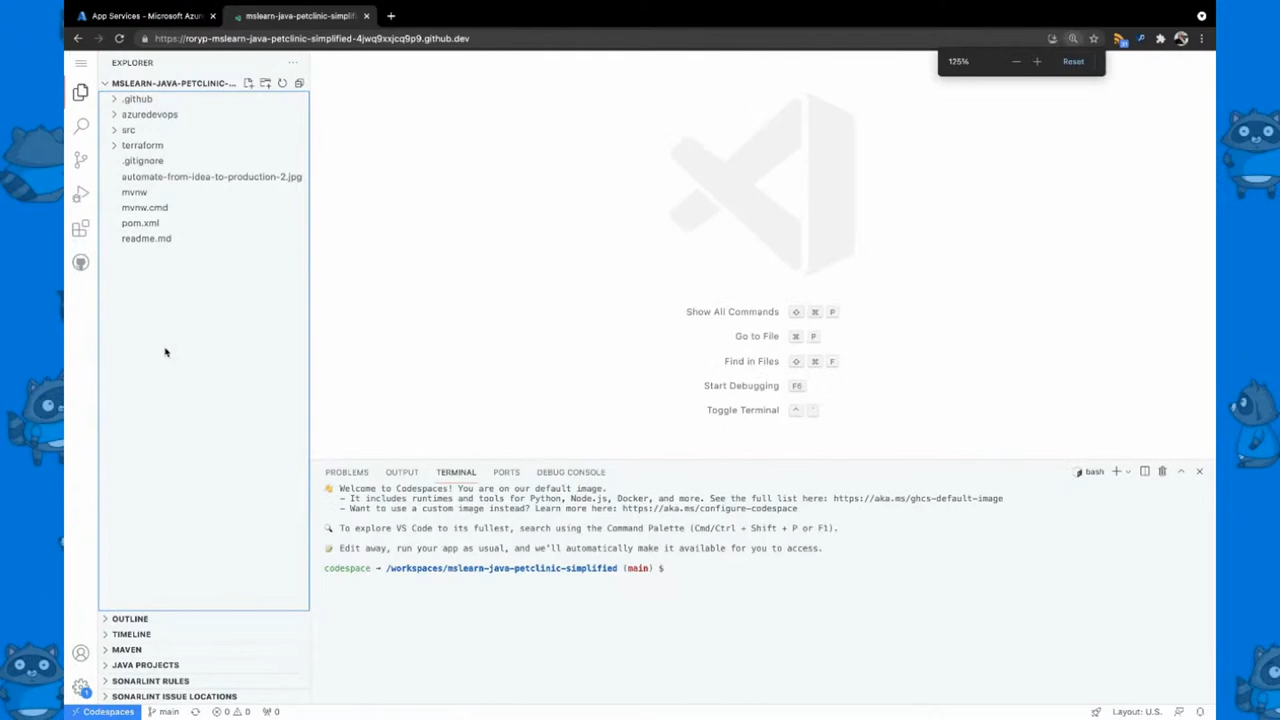 App Services - Microsoft Azu
mslearn-java-petclinic-simplifi
https://roryp-mslearn-java-petclinic-simplified-4jwq9xxjcq9p9.github.dev
125%
Reset
EXPLORER
MSLEARN-JAVA-PETCLINIC-...
.github
azuredevops
src
terraform
.gitignore
automate-from-idea-to-production-2.jpg
mvnw
mvnw.cmd
pom.xml
readme.md
OUTLINE
TIMELINE
MAVEN
JAVA PROJECTS
SONARLINT RULES
SONARLINT ISSUE LOCATIONS
Show All Commands ⇧ ⌘ P
Go to File ⌘ P
Find in Files ⇧ ⌘ F
Start Debugging F5
Toggle Terminal ^ `
PROBLEMS OUTPUT TERMINAL PORTS DEBUG CONSOLE
bash
👋 Welcome to Codespaces! You are on our default image.
- It includes runtimes and tools for Python, Node.js, Docker, and more. See the full list here: https://aka.ms/ghcs-default-image
- Want to use a custom image instead? Learn more here: https://aka.ms/configure-codespace
🔍 To explore VS Code to its fullest, search using the Command Palette (Cmd/Ctrl + Shift + P or F1).
📝 Edit away, run your app as usual, and we'll automatically make it available for you to access.
codespace → /workspaces/mslearn-java-petclinic-simplified (main) $
1
Codespaces main 0 0 0
Layout: U.S.